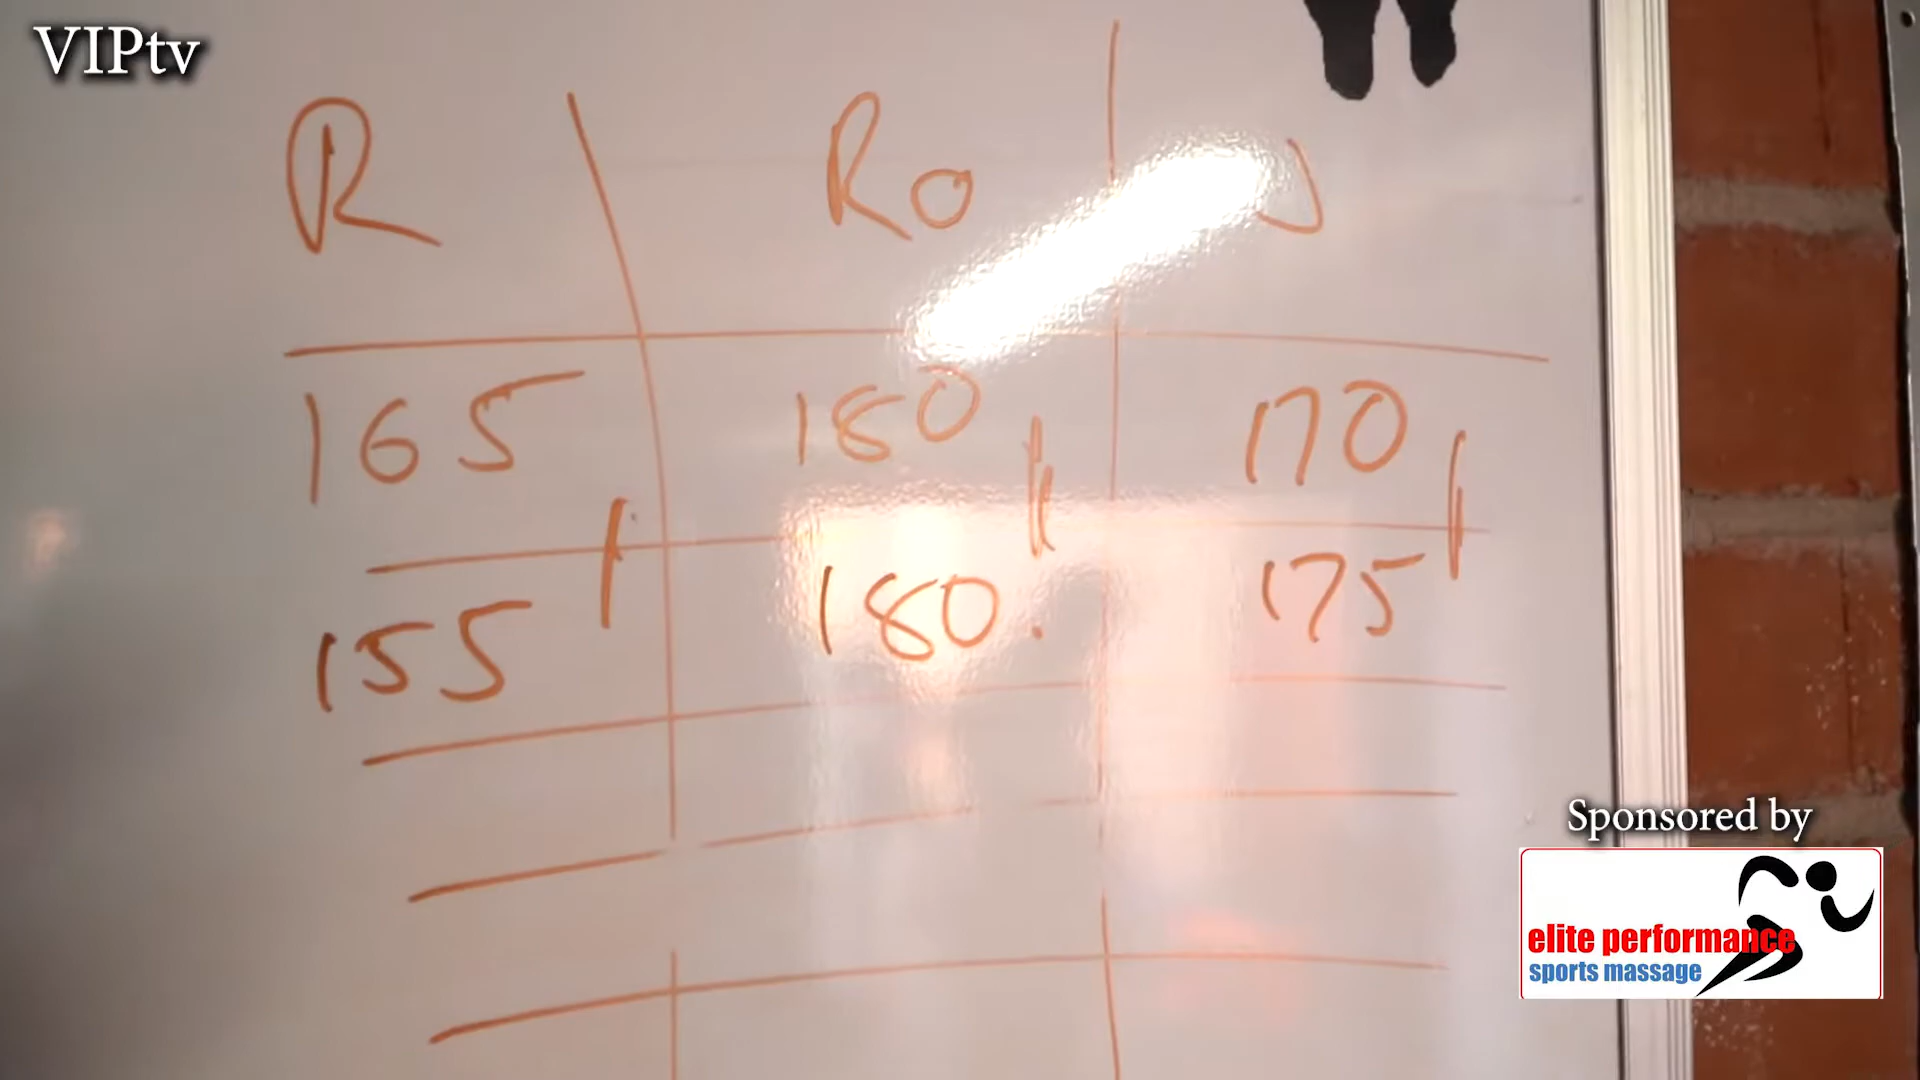 VIPtv
R Ro
165 180 170
155 180. 175
Sponsored by
elite performance
sports massage